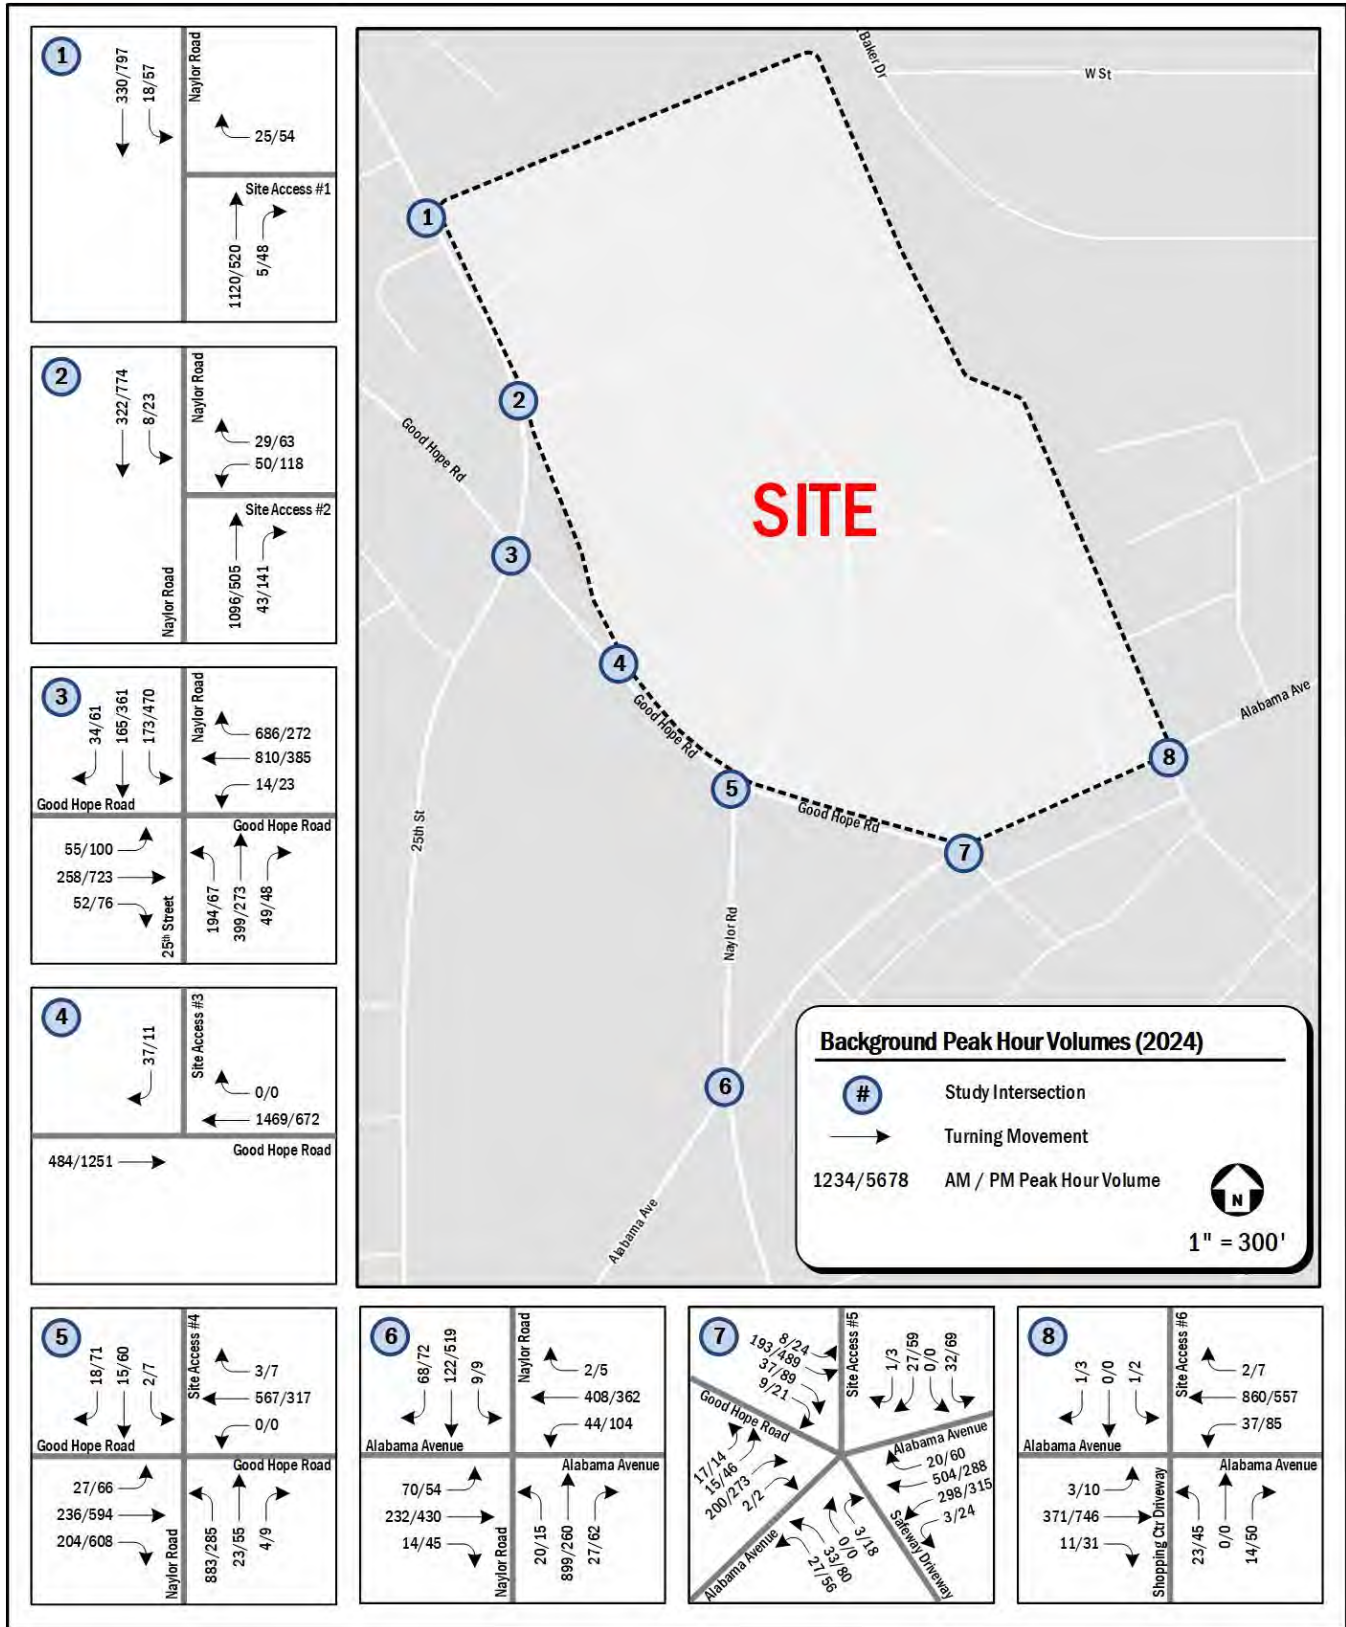 1
330/797
18/57
Naylor Road
25/54
Site Access #1
1120/520
5/48
2
322/774
8/23
Naylor Road
29/63
50/118
Site Access #2
Naylor Road
1096/505
43/141
3
34/61
165/361
173/470
Naylor Road
686/272
810/385
14/23
Good Hope Road
Good Hope Road
55/100
258/723
52/76
25th Street
194/67
399/273
49/48
4
37/11
Site Access #3
0/0
1469/672
Good Hope Road
484/1251
5
18/71
15/60
2/7
Site Access #4
3/7
567/317
0/0
Good Hope Road
Good Hope Road
27/66
236/594
204/608
Naylor Road
883/285
23/55
4/9
6
68/72
122/519
9/9
Naylor Road
2/5
408/362
44/104
Alabama Avenue
Alabama Avenue
70/54
232/430
14/45
Naylor Road
20/15
899/260
27/62
7
8/24
193/489
37/89
9/21
Site Access #5
1/3
27/59
0/0
32/69
Good Hope Road
Alabama Avenue
17/14
15/46
200/273
2/2
20/60
504/288
298/315
3/24
Alabama Avenue
3/18
0/0
33/80
27/56
Safeway Driveway
8
1/3
0/0
1/2
Site Access #6
2/7
860/557
37/85
Alabama Avenue
Alabama Avenue
3/10
371/746
11/31
Shopping Ctr Driveway
23/45
0/0
14/50
Baker Dr
W St
1
2
Good Hope Rd
SITE
3
4
Good Hope Rd
5
Good Hope Rd
7
8
Alabama Ave
25th St
Naylor Rd
6
Alabama Ave
Background Peak Hour Volumes (2024)
# Study Intersection
Turning Movement
1234/5678 AM / PM Peak Hour Volume
N
1" = 300'